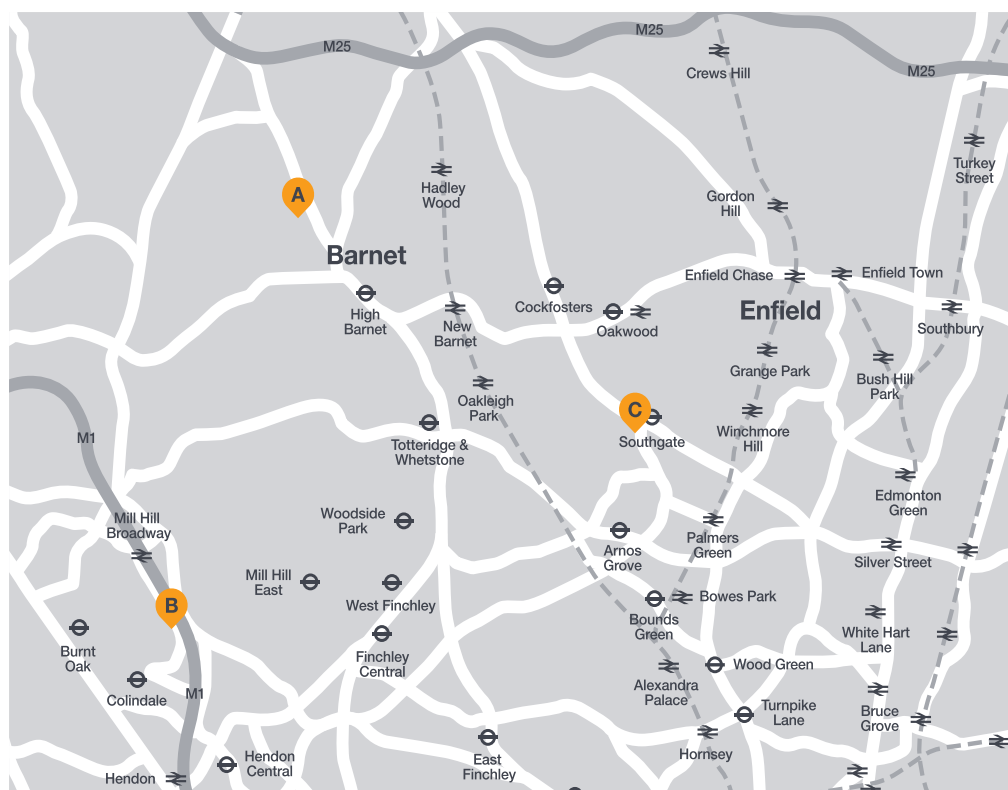 M25
M25
M25
Crews Hill
Turkey
Street
Hadley
Wood
A
Gordon
Hill
Barnet
Enfield Chase
Enfield Town
High
Barnet
Cockfosters
Enfield
New
Barnet
Oakwood
Southbury
Grange Park
Bush Hill
Park
Oakleigh
Park
C
M1
Totteridge &
Whetstone
Southgate
Winchmore
Hill
Edmonton
Green
Mill Hill
Broadway
Woodside
Park
Arnos
Grove
Palmers
Green
Silver Street
Mill Hill
East
West Finchley
B
Bounds
Green
Bowes Park
White Hart
Lane
Burnt
Oak
Finchley
Central
Wood Green
Colindale
M1
Alexandra
Palace
Turnpike
Lane
Bruce
Grove
Hendon
Hendon
Central
East
Finchley
Hornsey